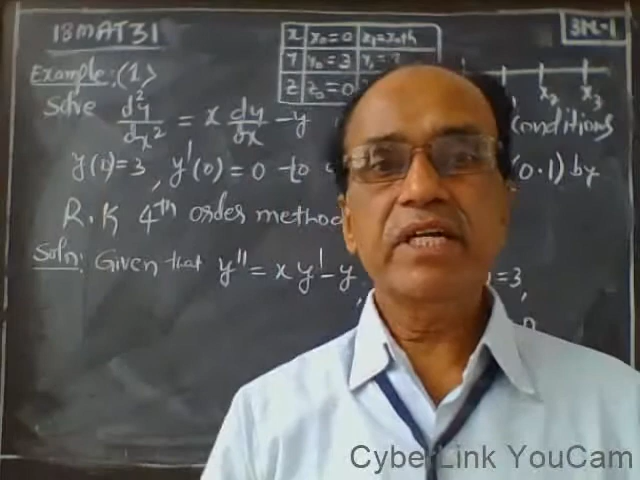 18MAT31
3M-1
x x₀=0 x₁=x₀+h
y y₀=3 y₁=?
z z₀=0
x₂ x₃
Example:(1)
Solve d²y/dx² = x dy/dx - y conditions
y(0)=3, y'(0)=0 to (0.1) by
R.K 4th order method
Soln: Given that y" = x y' - y =3,
CyberLink YouCam